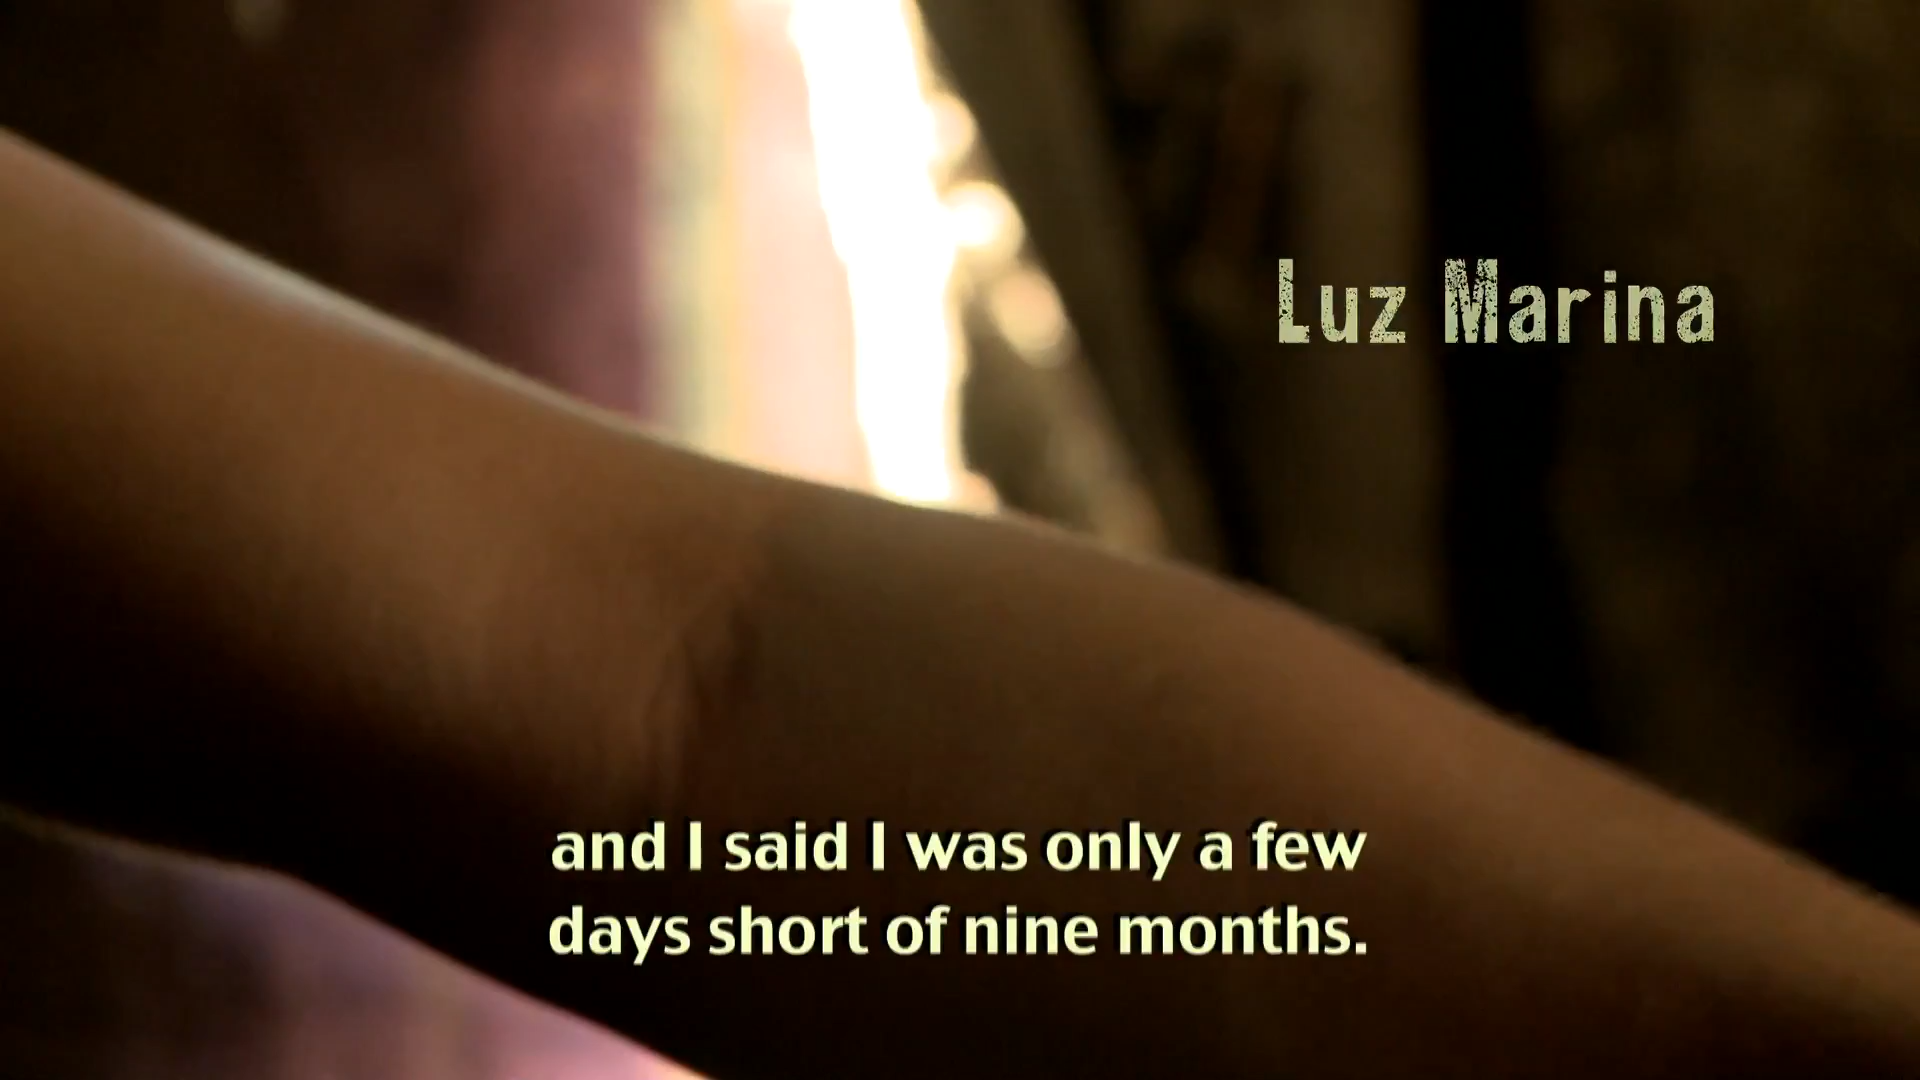 Luz Marina
and I said I was only a few
days short of nine months.